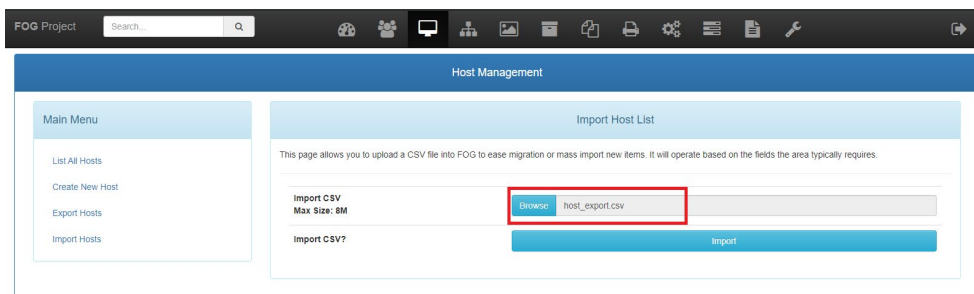 FOG Project
Search...
Host Management
Main Menu
List All Hosts
Create New Host
Export Hosts
Import Hosts
Import Host List
This page allows you to upload a CSV file into FOG to ease migration or mass import new items. It will operate based on the fields the area typically requires.
Import CSV
Max Size: 8M
Browse host_export.csv
Import CSV?
Import